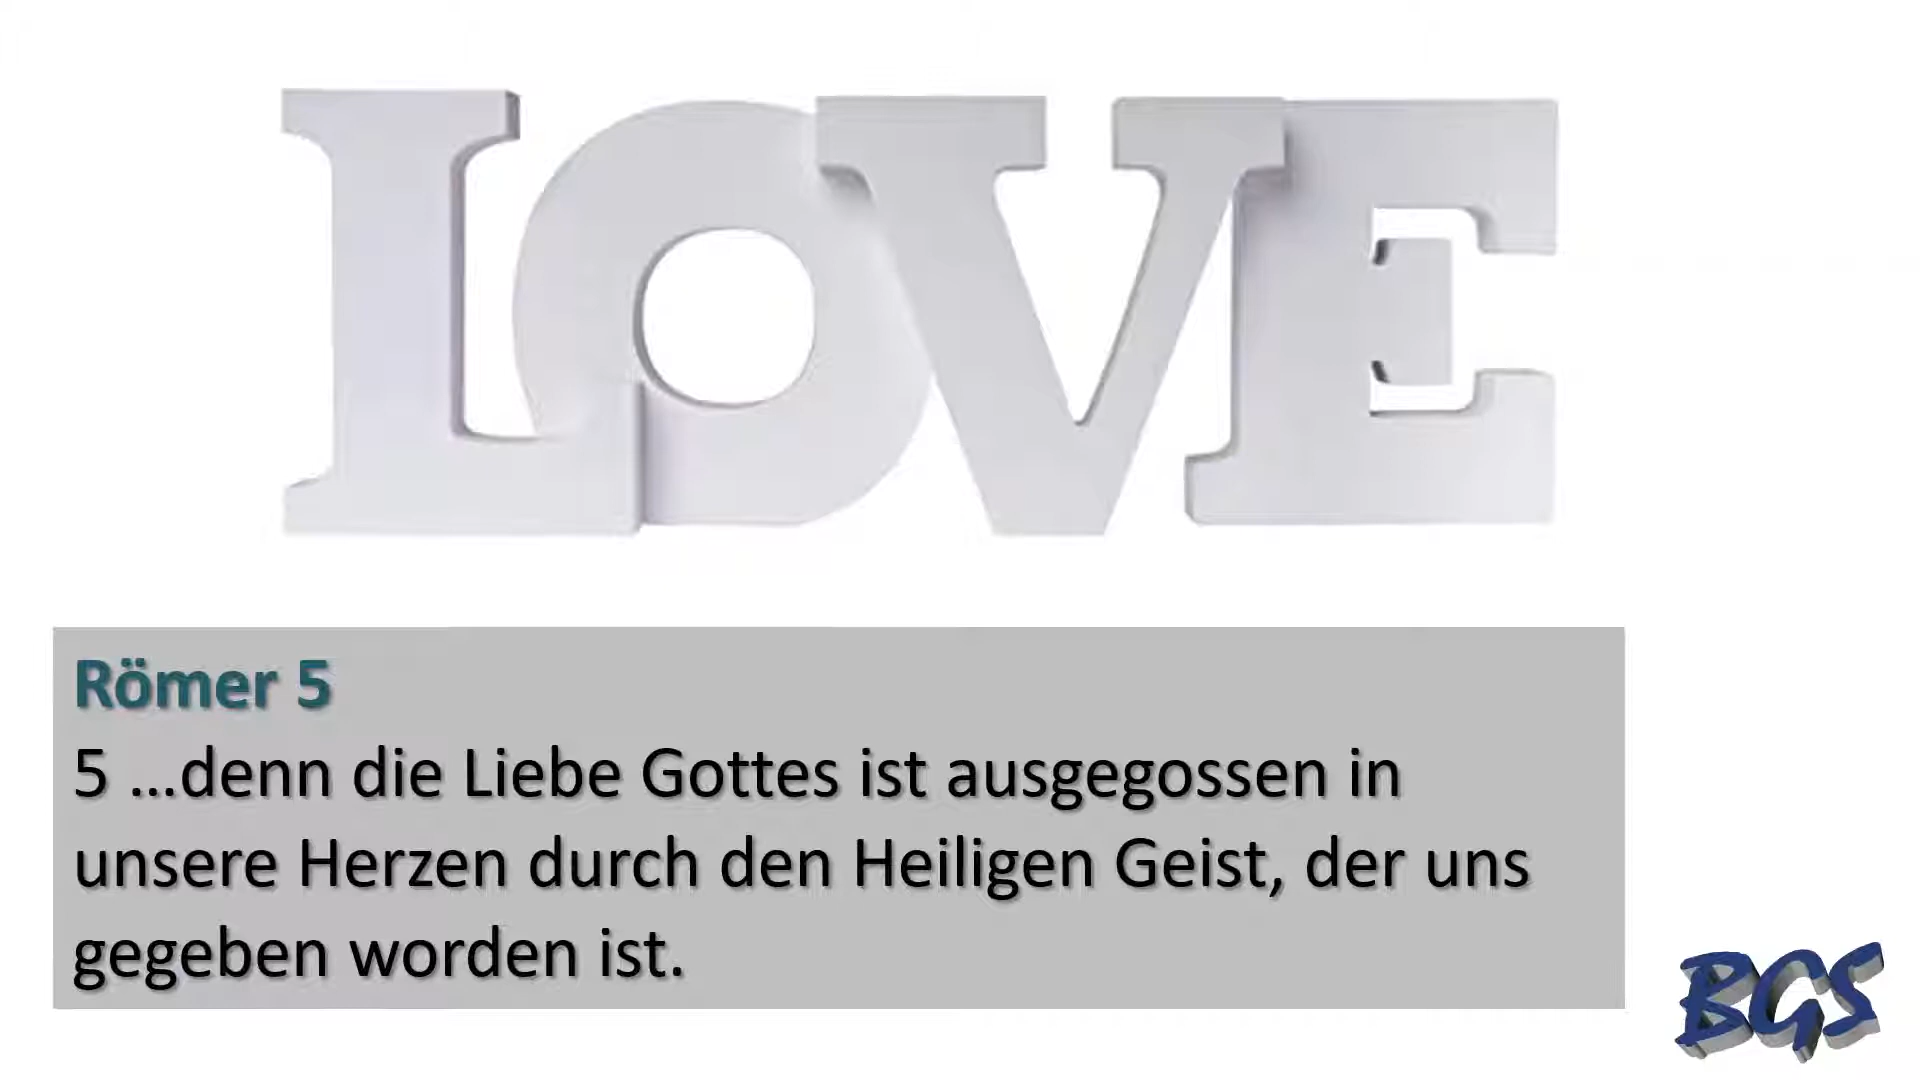 LOVE
Römer 5
5 ...denn die Liebe Gottes ist ausgegossen in
unsere Herzen durch den Heiligen Geist, der uns
gegeben worden ist.
BGS